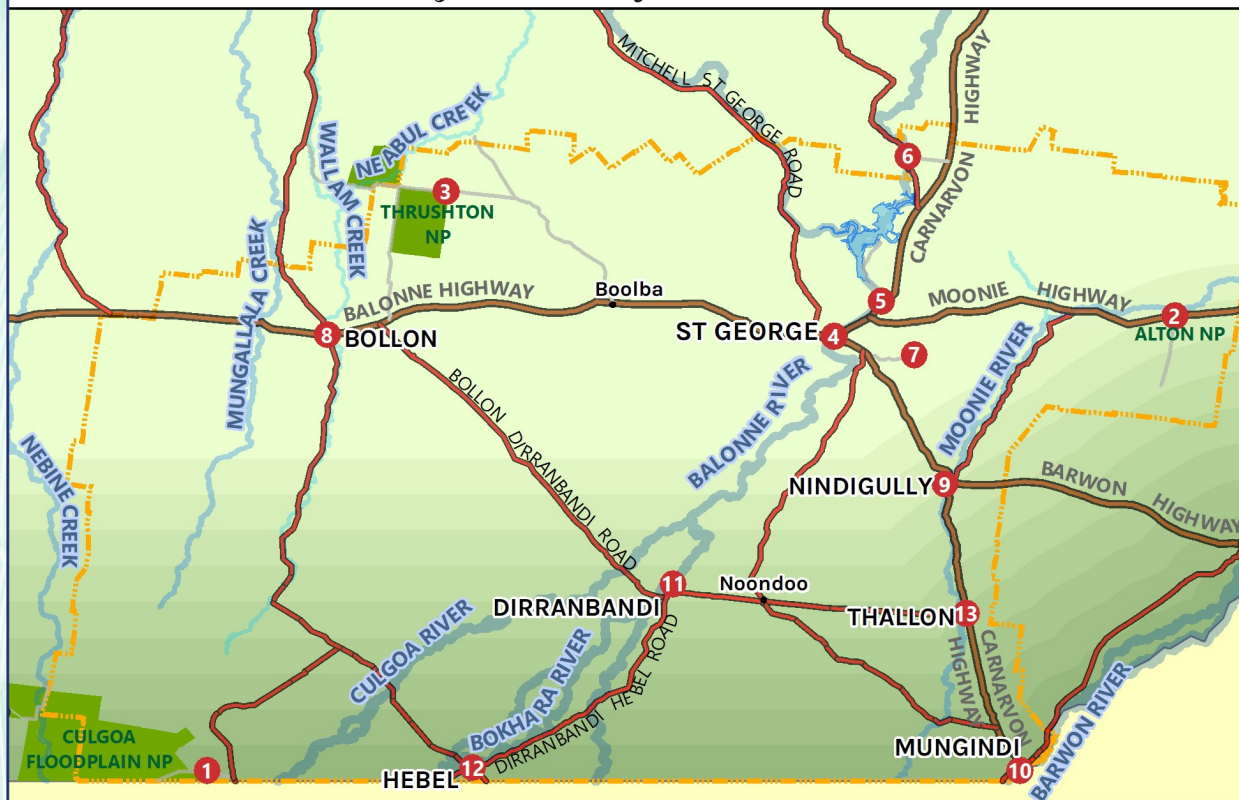 MITCHELL ST GEORGE ROAD
CARNARVON HIGHWAY
NEABUL CREEK
WALLAM CREEK
6
3
THRUSHTON
NP
MUNGALLALA CREEK
BALONNE HIGHWAY
Boolba
5
MOONIE HIGHWAY
2
ALTON NP
8
BOLLON
ST GEORGE
4
7
BOLLON DIRRANBANDI ROAD
BALONNE RIVER
MOONIE RIVER
NEBINE CREEK
NINDIGULLY
9
BARWON HIGHWAY
11
DIRRANBANDI
Noondoo
THALLON
13
CULGOA RIVER
BOKHARA RIVER
DIRRANBANDI HEBEL ROAD
CARNARVON
HIGHWAY
CULGOA
FLOODPLAIN NP
1
HEBEL
12
MUNGINDI
10
BARWON RIVER